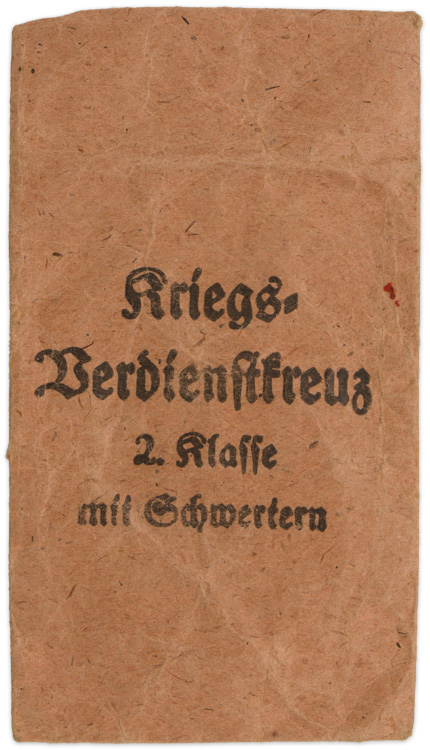 Kriegs-
Verdienstkreuz
2. Klasse
mit Schwertern